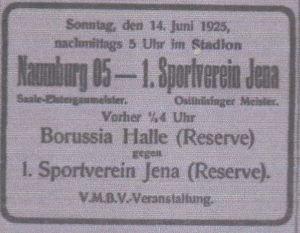 Sonntag, den 14. Juni 1925,
nachmittags 5 Uhr im Stadion
Naumburg 05 — 1. Sportverein Jena
Saale-Elstergaumeister. Ostthüringer Meister.
Vorher ¼4 Uhr
Borussia Halle (Reserve)
gegen
1. Sportverein Jena (Reserve).
V.M.B.V.-Veranstaltung.